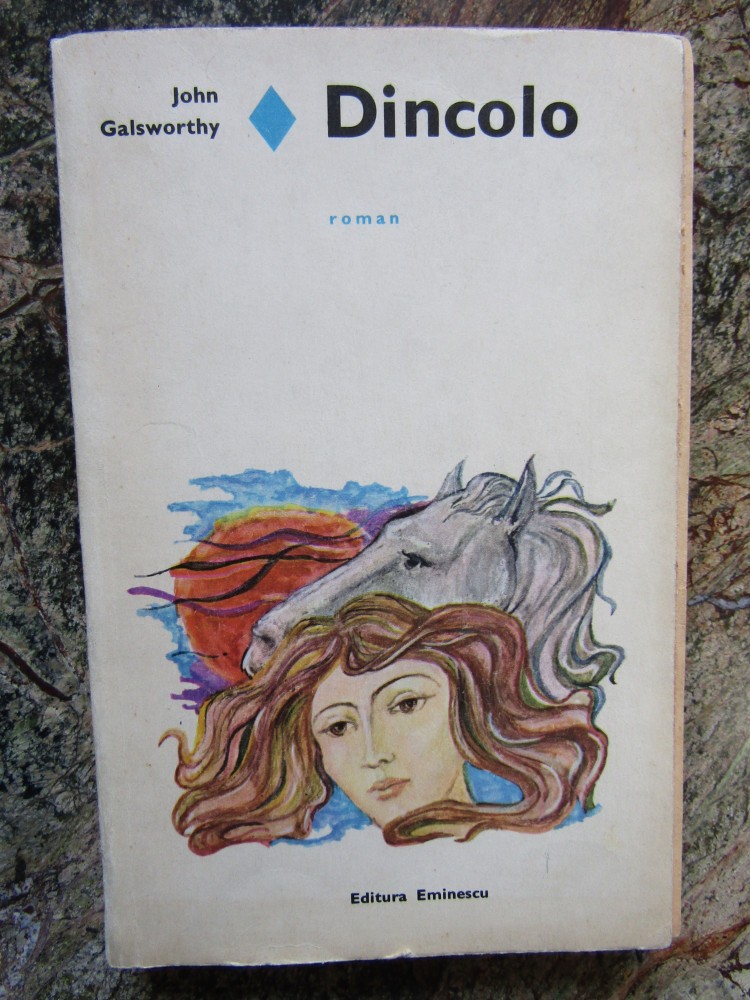 John
Galsworthy
Dincolo
roman
Editura Eminescu